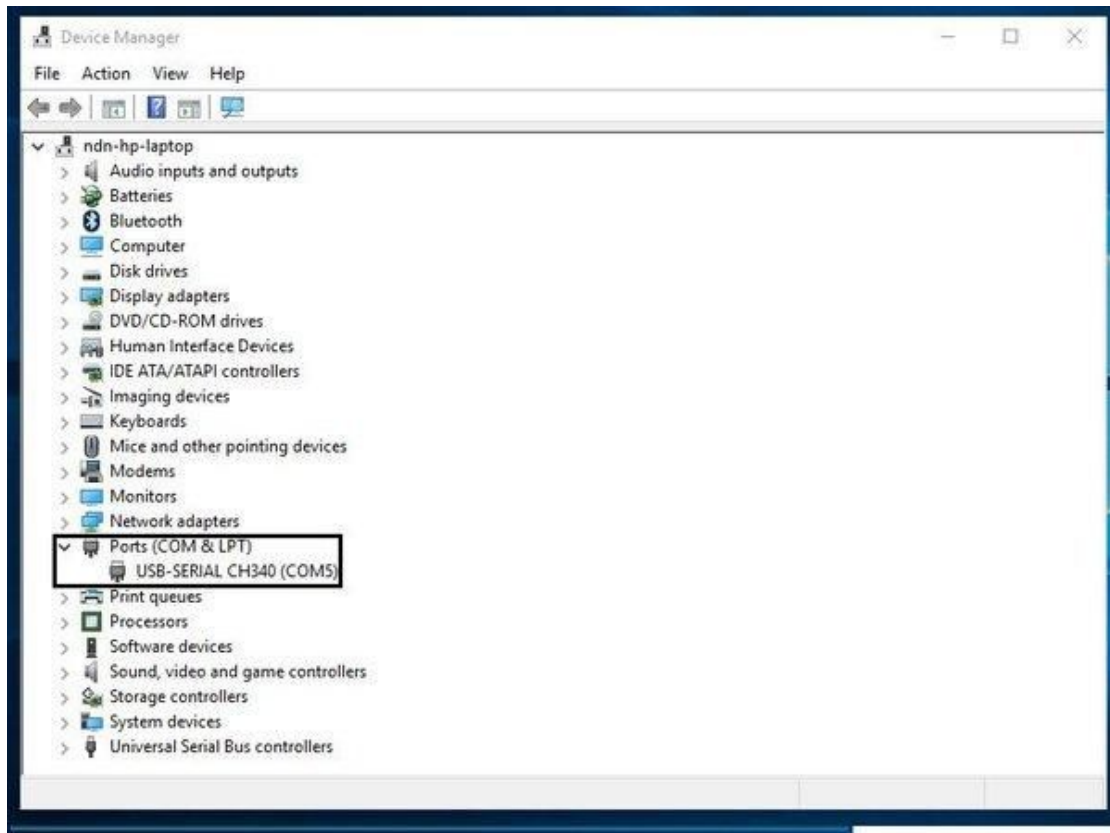 Device Manager
File Action View Help
ndn-hp-laptop
Audio inputs and outputs
Batteries
Bluetooth
Computer
Disk drives
Display adapters
DVD/CD-ROM drives
Human Interface Devices
IDE ATA/ATAPI controllers
Imaging devices
Keyboards
Mice and other pointing devices
Modems
Monitors
Network adapters
Ports (COM & LPT)
USB-SERIAL CH340 (COM5)
Print queues
Processors
Software devices
Sound, video and game controllers
Storage controllers
System devices
Universal Serial Bus controllers